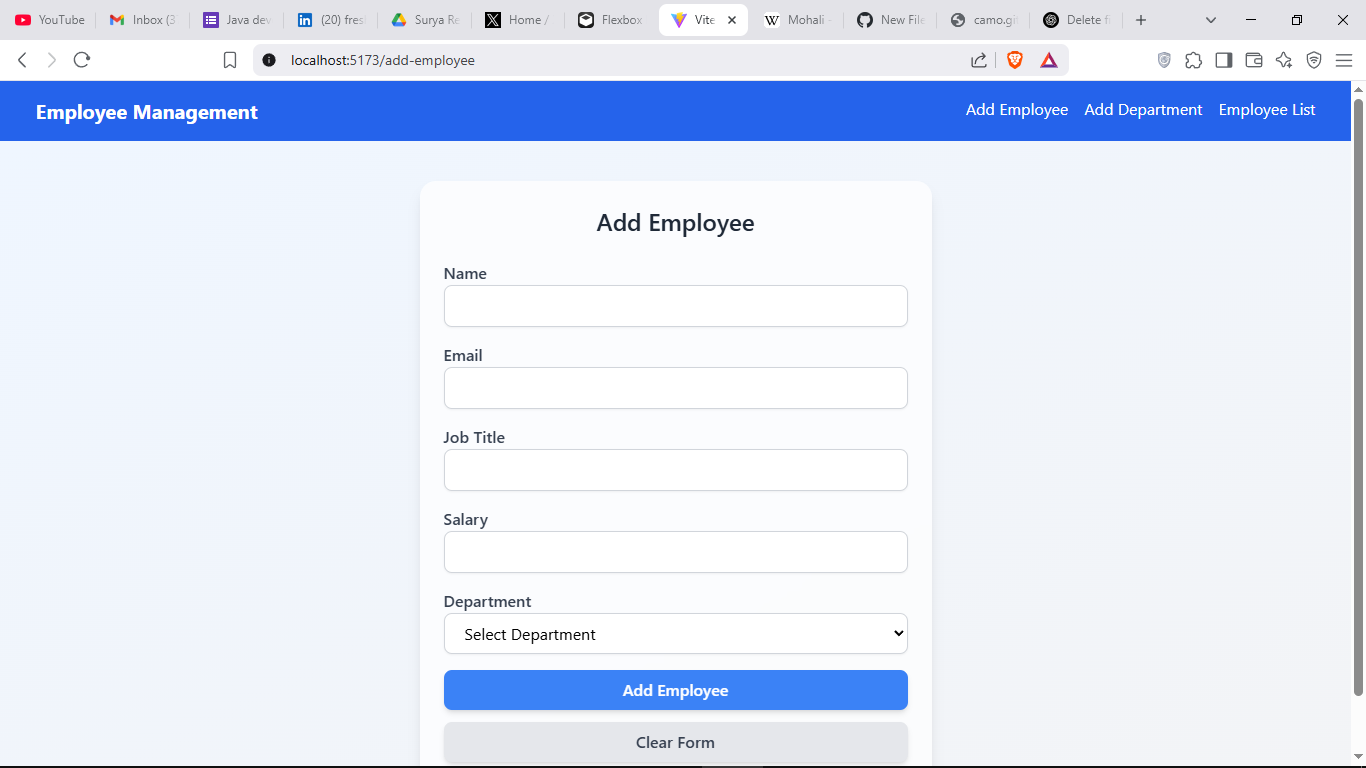 YouTube Inbox (3 Java dev (20) fres Surya Re Home / Flexbox Vite Mohali New File camo.gi Delete fi
localhost:5173/add-employee
Employee Management Add Employee Add Department Employee List
Add Employee
Name
Email
Job Title
Salary
Department
Select Department
Add Employee
Clear Form